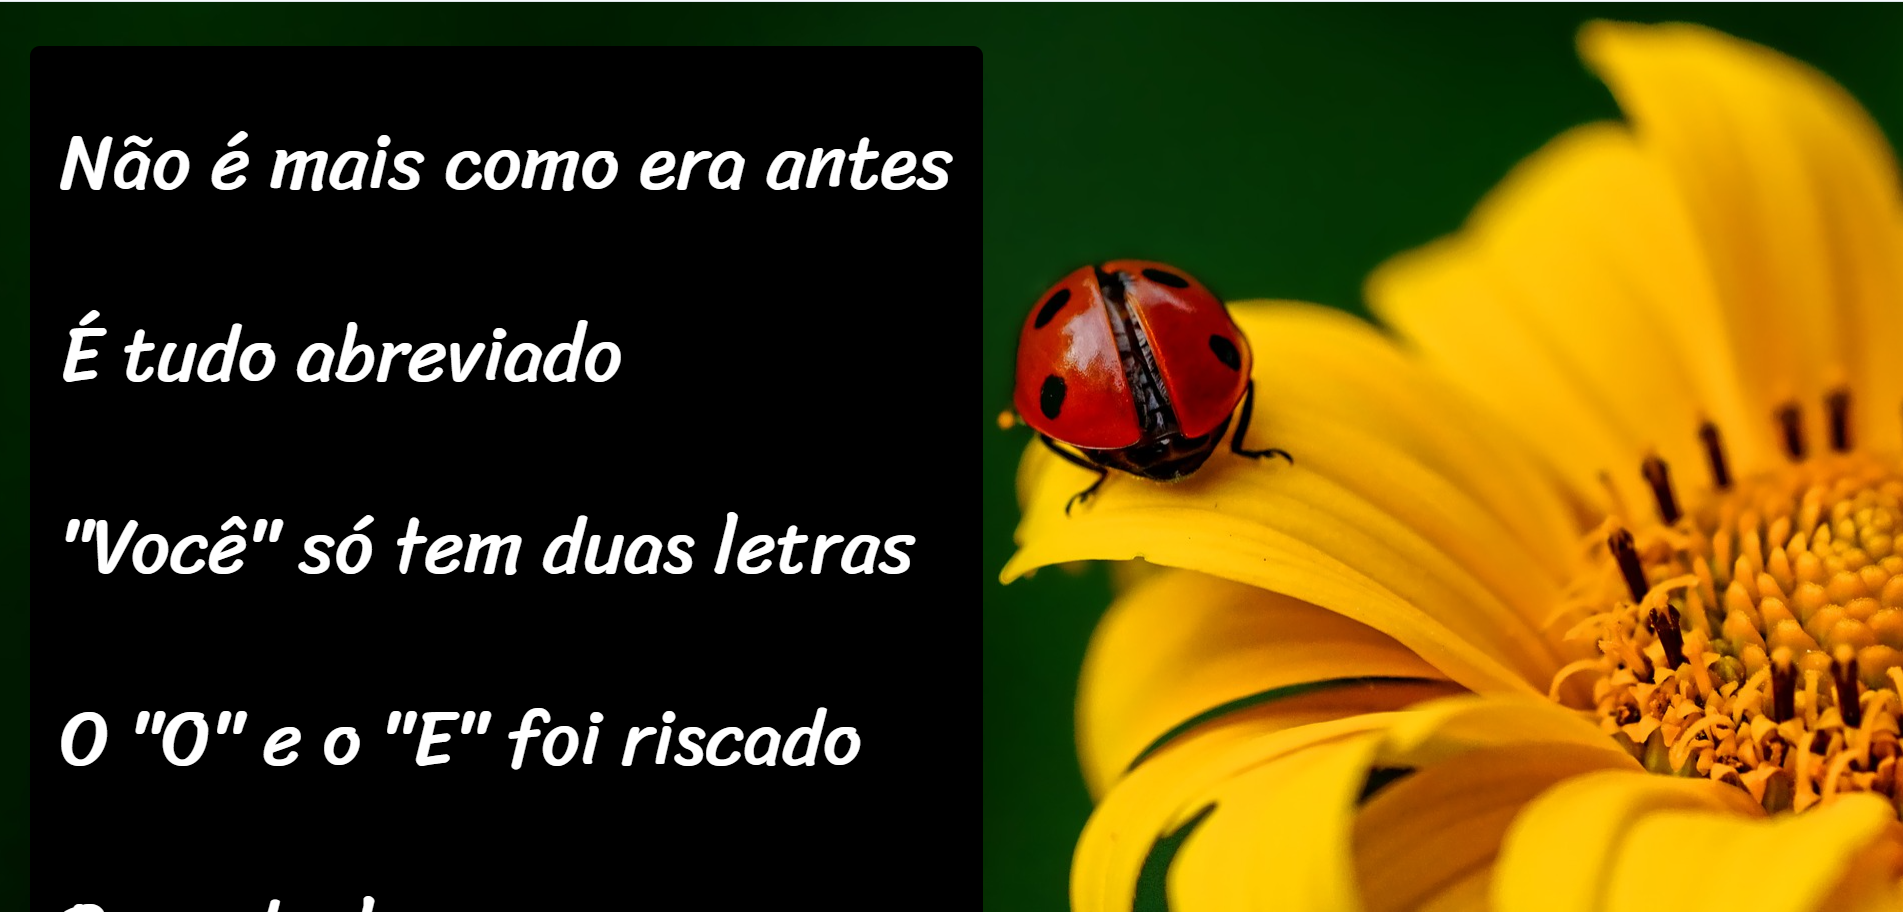 Não é mais como era antes
É tudo abreviado
"Você" só tem duas letras
O "O" e o "E" foi riscado